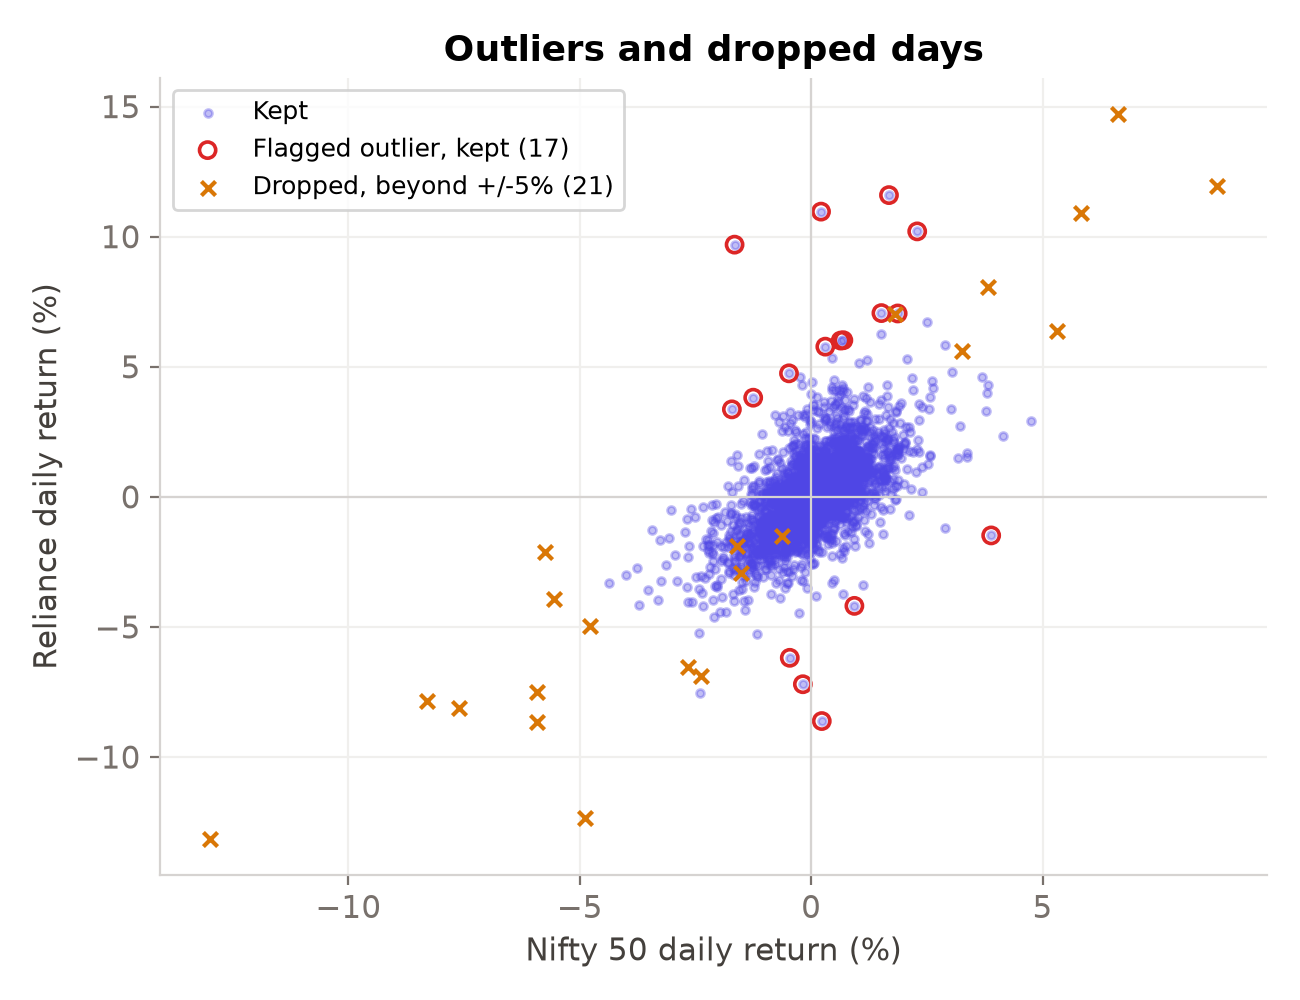 Outliers and dropped days
Kept
Flagged outlier, kept (17)
Dropped, beyond +/-5% (21)
15
10
5
0
−5
−10
Reliance daily return (%)
−10
−5
0
5
Nifty 50 daily return (%)